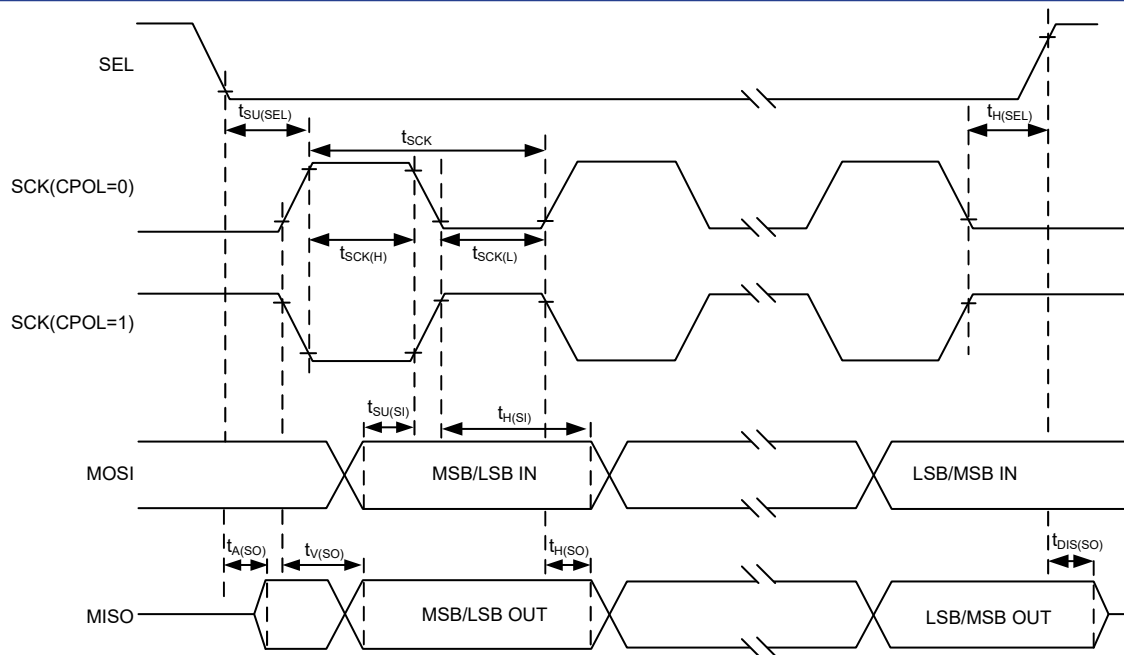 SEL
tSU(SEL)
tH(SEL)
tSCK
SCK(CPOL=0)
tSCK(H)
tSCK(L)
SCK(CPOL=1)
tSU(SI)
tH(SI)
MOSI
MSB/LSB IN
LSB/MSB IN
tA(SO)
tV(SO)
tH(SO)
tDIS(SO)
MISO
MSB/LSB OUT
LSB/MSB OUT